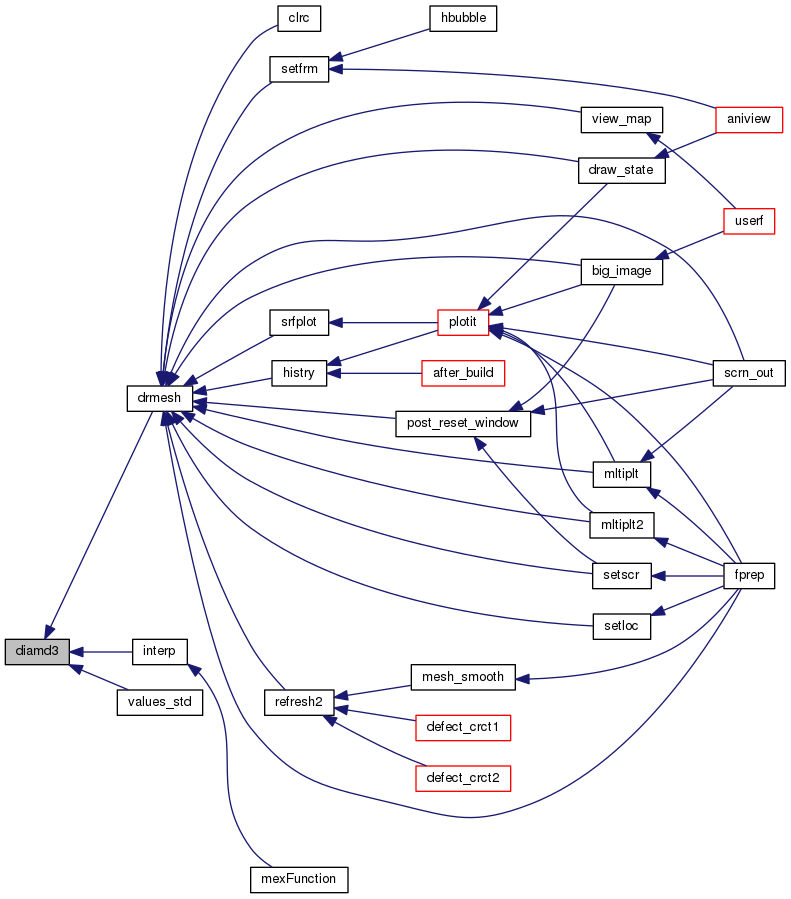 clrc
hbubble
setfrm
aniview
view_map
draw_state
userf
big_image
srfplot
plotit
histry
after_build
scrn_out
drmesh
post_reset_window
mltiplt
mltiplt2
setscr
fprep
setloc
diamd3
interp
mesh_smooth
values_std
refresh2
defect_crct1
defect_crct2
mexFunction